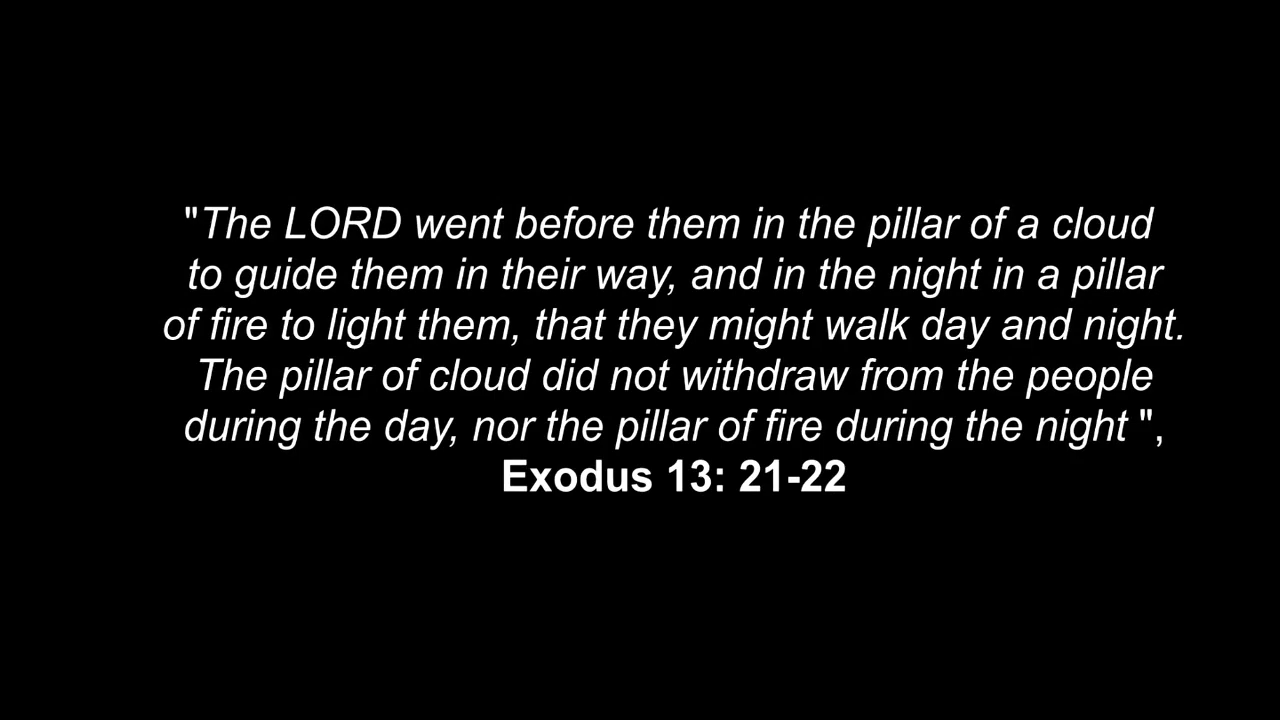 "The LORD went before them in the pillar of a cloud
to guide them in their way, and in the night in a pillar
of fire to light them, that they might walk day and night.
The pillar of cloud did not withdraw from the people
during the day, nor the pillar of fire during the night ",
Exodus 13: 21-22